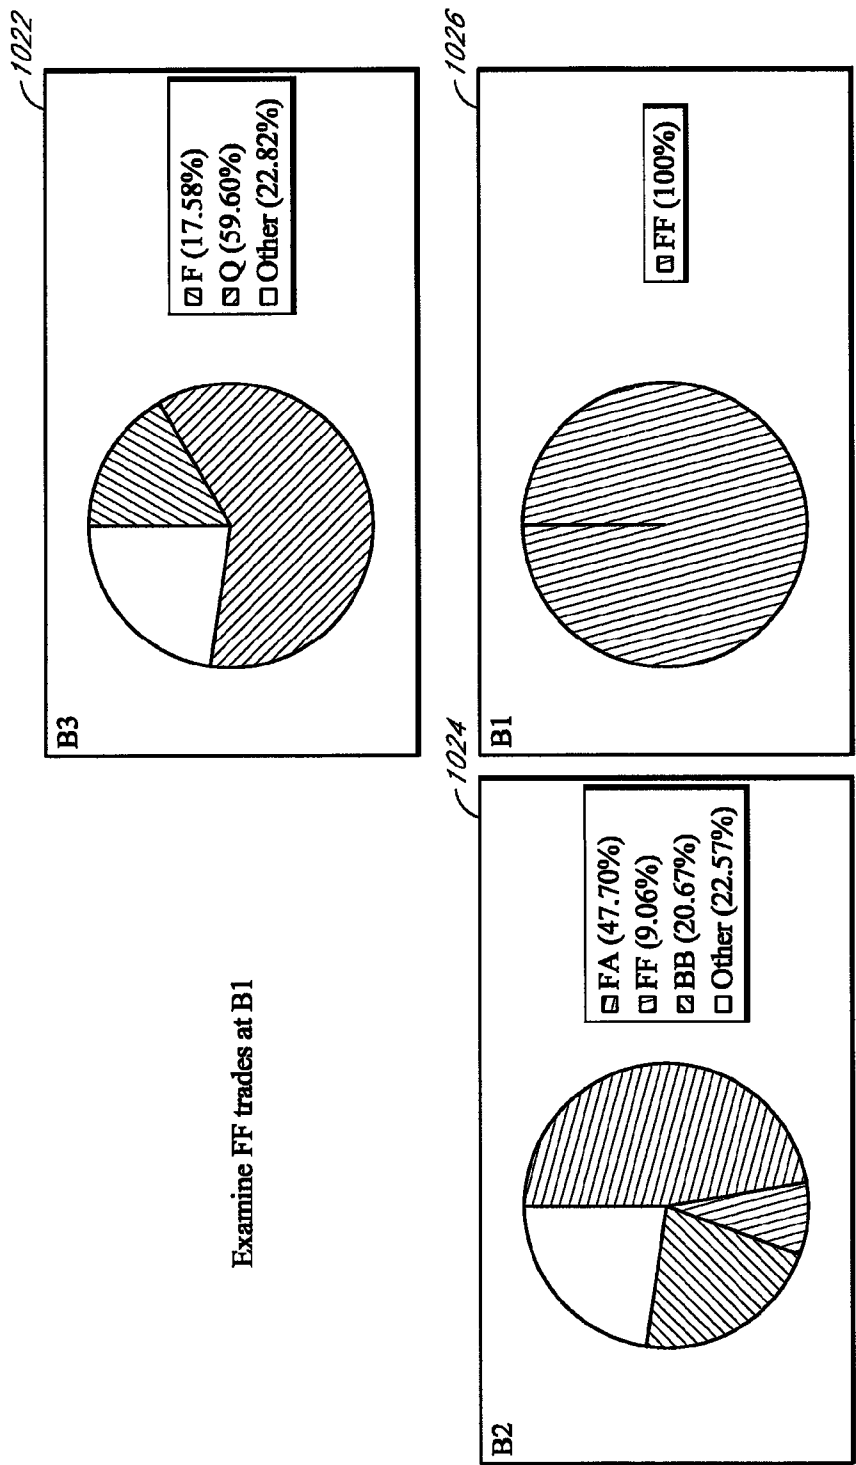 Examine FF trades at B1
1022
B3
F (17.58%)
Q (59.60%)
Other (22.82%)
1024
B2
FA (47.70%)
FF (9.06%)
BB (20.67%)
Other (22.57%)
1026
B1
FF (100%)